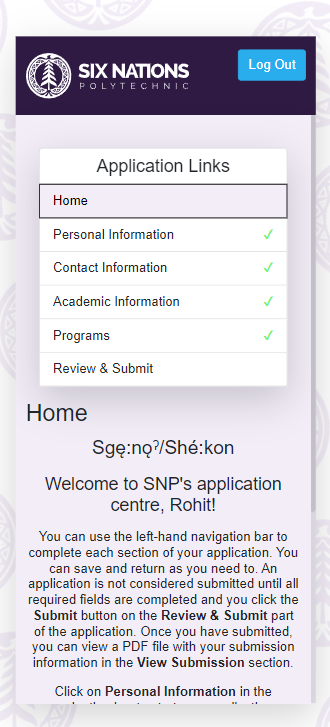 SIX NATIONS
POLYTECHNIC
Log Out
Application Links
Home
Personal Information ✓
Contact Information ✓
Academic Information ✓
Programs ✓
Review & Submit
Home
Sgę:nǫˀ/Shé:kon
Welcome to SNP's application
centre, Rohit!
You can use the left-hand navigation bar to
complete each section of your application. You
can save and return as you need to. An
application is not considered submitted until all
required fields are completed and you click the
Submit button on the Review & Submit part
of the application. Once you have submitted,
you can view a PDF file with your submission
information in the View Submission section.
Click on Personal Information in the